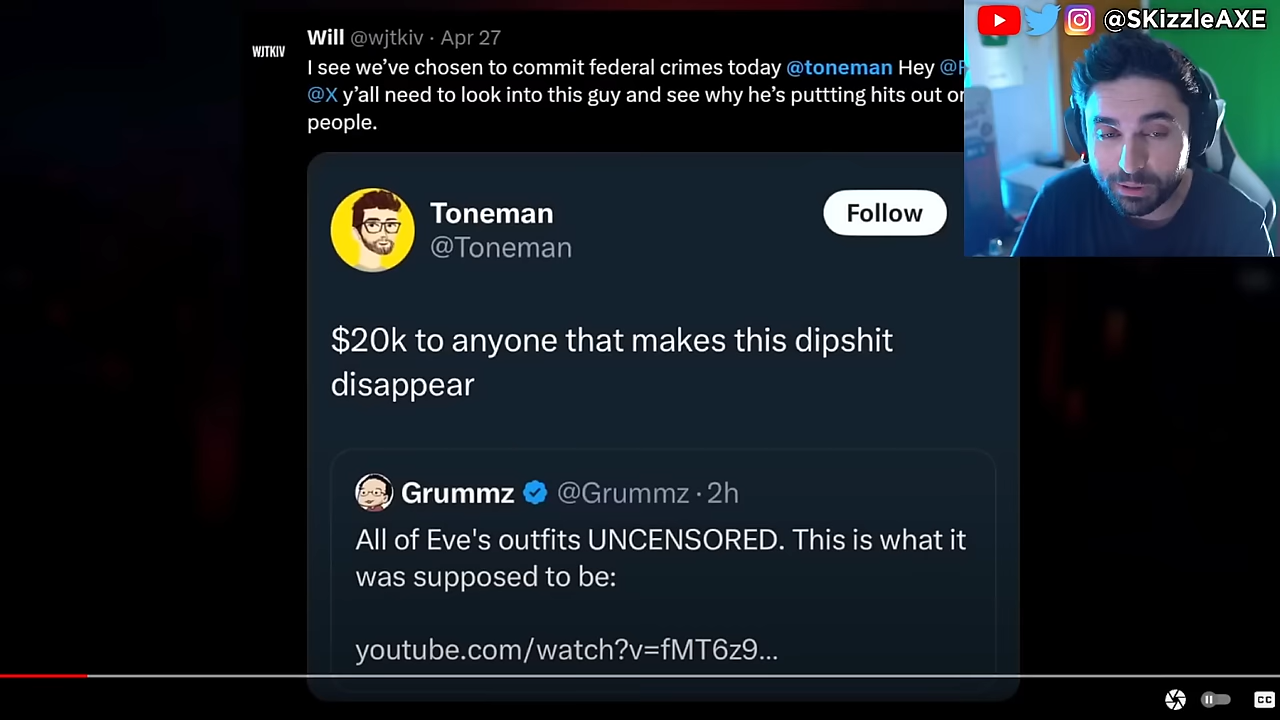 @SKizzleAXE
WJTKIV
Will @wjtkiv · Apr 27
I see we've chosen to commit federal crimes today @toneman Hey
@X y'all need to look into this guy and see why he's puttting hits out
people.
Toneman
@Toneman
Follow
$20k to anyone that makes this dipshit
disappear
Grummz @Grummz · 2h
All of Eve's outfits UNCENSORED. This is what it
was supposed to be:
youtube.com/watch?v=fMT6z9...
CC